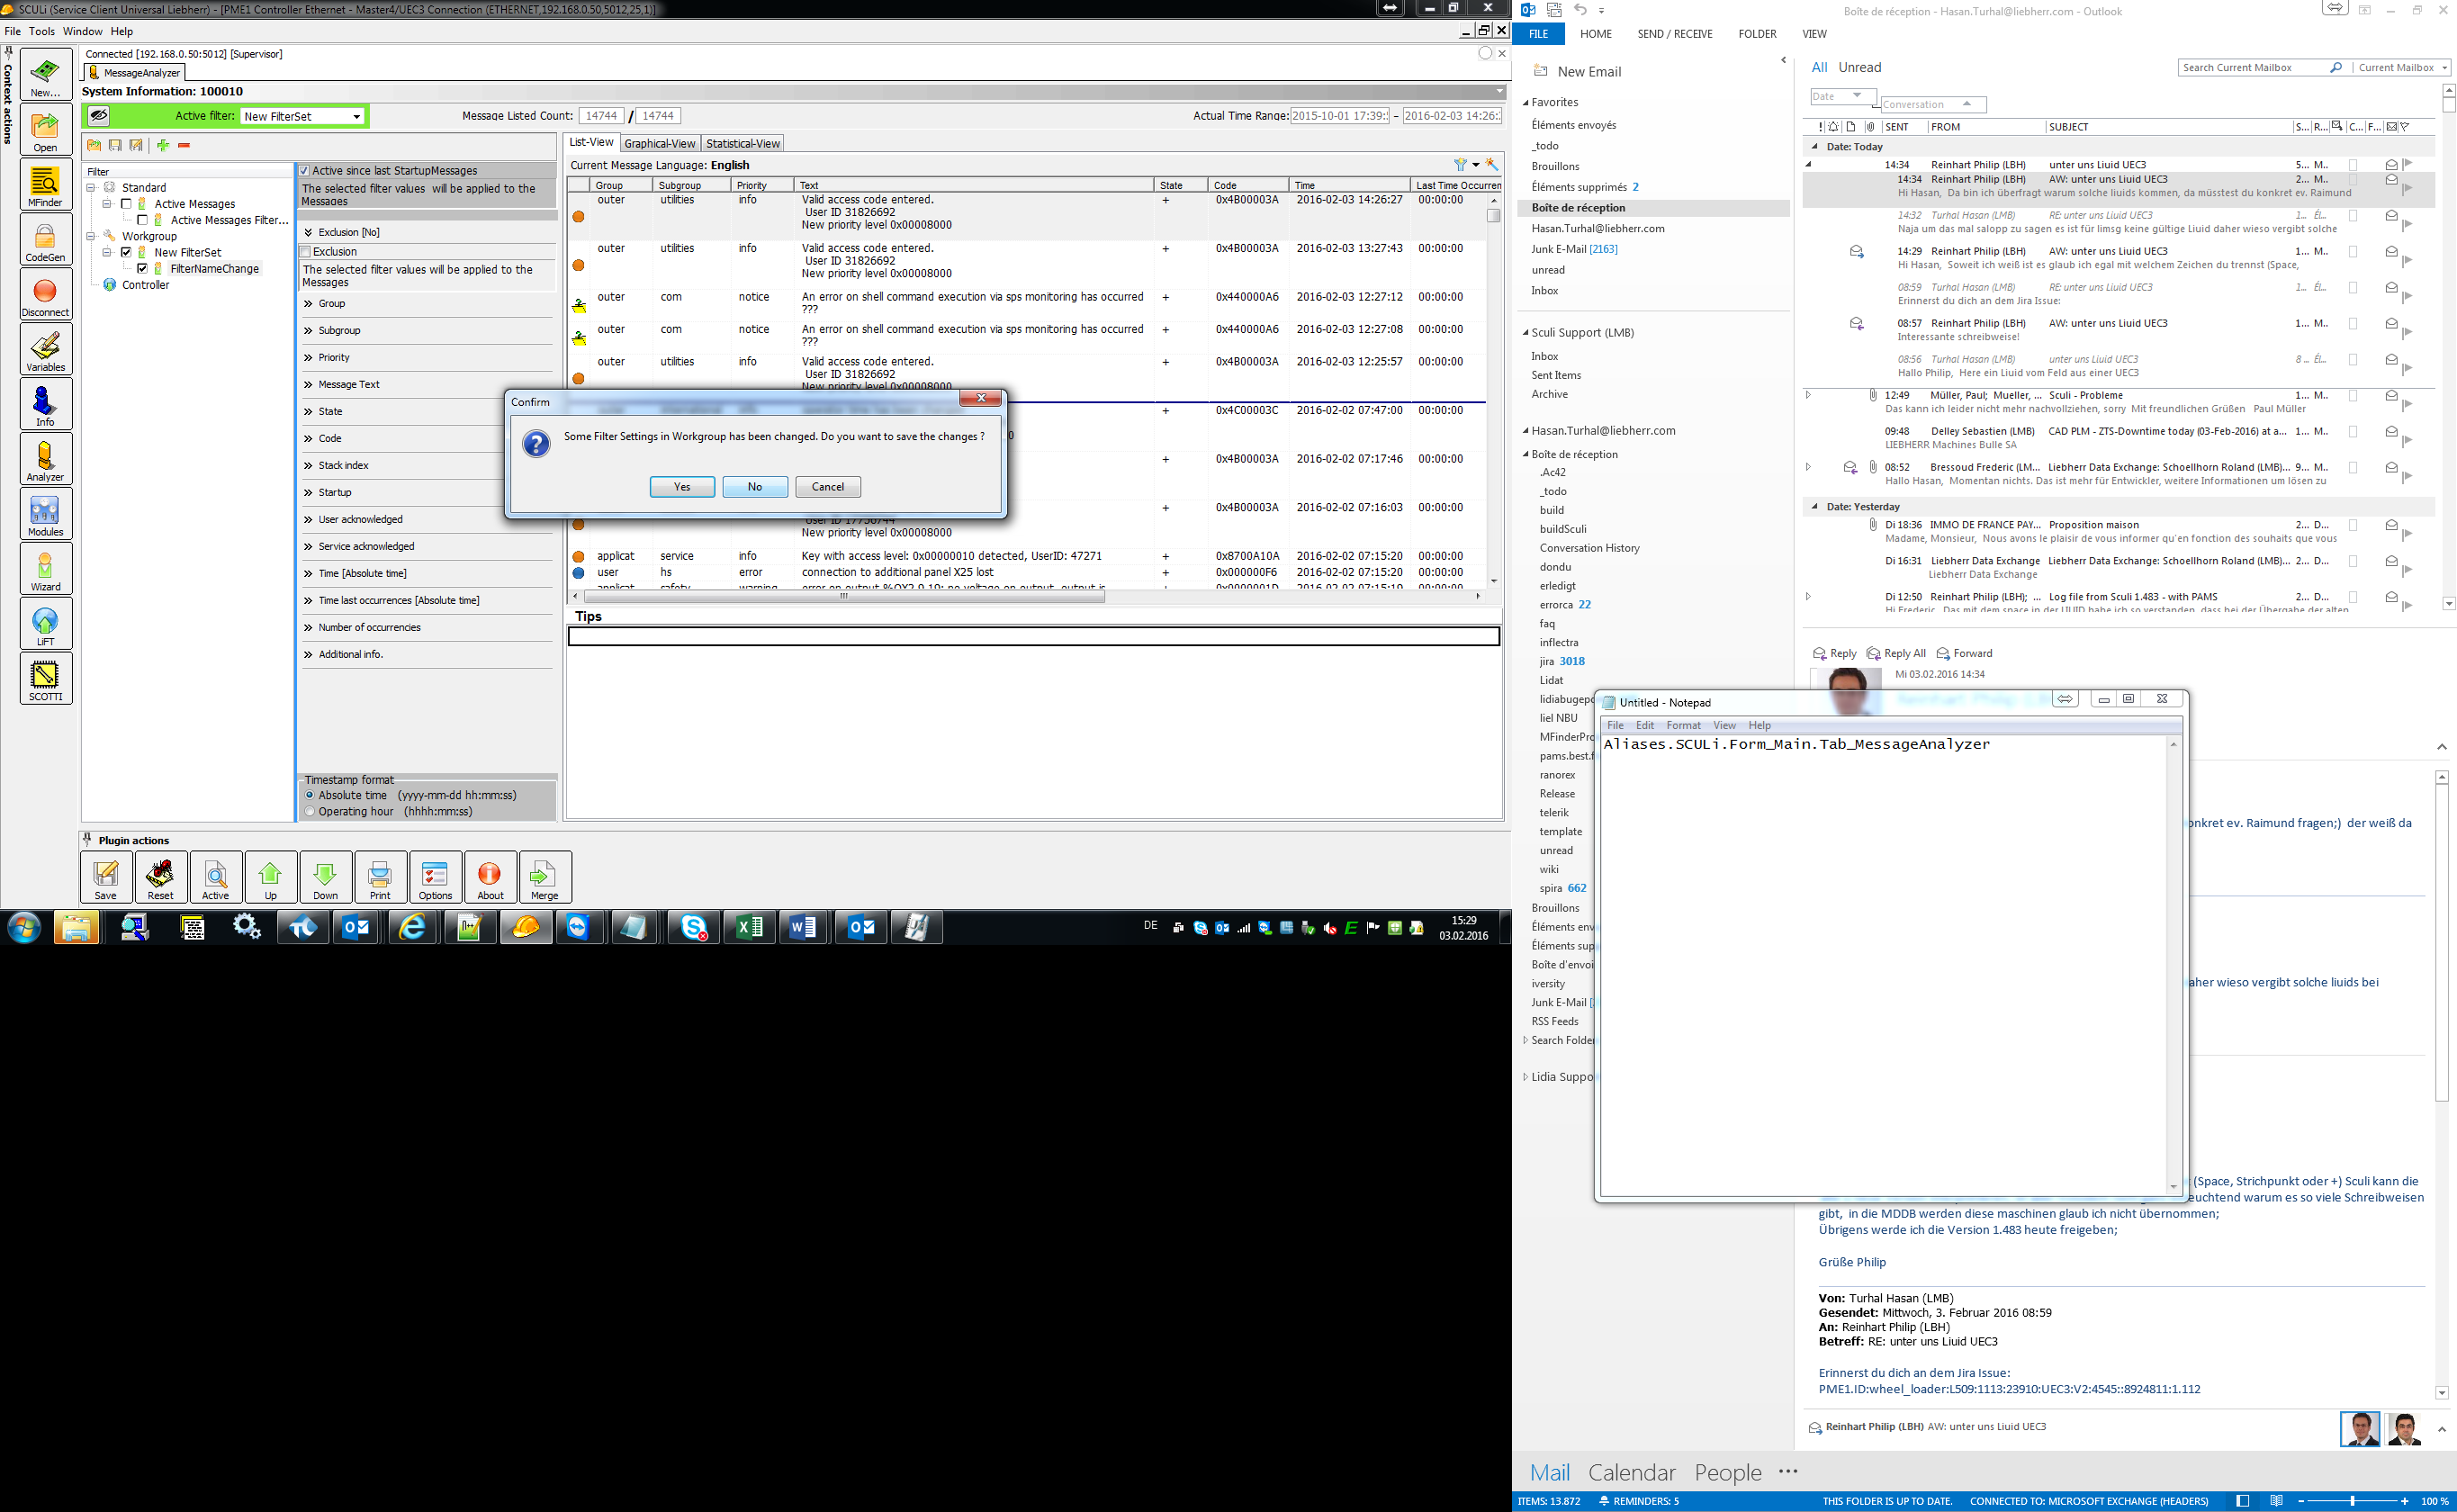 SCULi (Service Client Universal Liebherr) - [PME1 Controller Ethernet - Master4/UEC3 Connection (ETHERNET,192.168.0.50,5012,25,1)]
File Tools Window Help
Context actions
New...
Open
MFinder
CodeGen
Disconnect
Variables
Info
Analyzer
Modules
Wizard
LiFT
SCOTTI
Connected [192.168.0.50:5012] [Supervisor]
MessageAnalyzer
System Information: 100010
Active filter: New FilterSet
Message Listed Count: 14744 / 14744
Actual Time Range: 2015-10-01 17:39: - 2016-02-03 14:26:
Filter
Standard
Active Messages
Active Messages Filter...
Workgroup
New FilterSet
FilterNameChange
Controller
Active since last StartupMessages
The selected filter values will be applied to the
Messages
Exclusion [No]
Exclusion
The selected filter values will be applied to the
Messages
Group
Subgroup
Priority
Message Text
State
Code
Stack index
Startup
User acknowledged
Service acknowledged
Time [Absolute time]
Time last occurrences [Absolute time]
Number of occurrencies
Additional info.
Timestamp format
Absolute time (yyyy-mm-dd hh:mm:ss)
Operating hour (hhhh:mm:ss)
List-View Graphical-View Statistical-View
Current Message Language: English
Group Subgroup Priority Text State Code Time Last Time Occurren
outer utilities info Valid access code entered. + 0x4B00003A 2016-02-03 14:26:27 00:00:00
User ID 31826692
New priority level 0x00008000
outer utilities info Valid access code entered. + 0x4B00003A 2016-02-03 13:27:43 00:00:00
User ID 31826692
New priority level 0x00008000
outer com notice An error on shell command execution via sps monitoring has occurred + 0x440000A6 2016-02-03 12:27:12 00:00:00
???
outer com notice An error on shell command execution via sps monitoring has occurred + 0x440000A6 2016-02-03 12:27:08 00:00:00
???
outer utilities info Valid access code entered. + 0x4B00003A 2016-02-03 12:25:57 00:00:00
User ID 31826692
New priority level 0x00008000
+ 0x4C00003C 2016-02-02 07:47:00 00:00:00
+ 0x4B00003A 2016-02-02 07:17:46 00:00:00
+ 0x4B00003A 2016-02-02 07:16:03 00:00:00
New priority level 0x00008000
applicat service info Key with access level: 0x00000010 detected, UserID: 47271 + 0x8700A10A 2016-02-02 07:15:20 00:00:00
user hs error connection to additional panel X25 lost + 0x000000F6 2016-02-02 07:15:20 00:00:00
Confirm
Some Filter Settings in Workgroup has been changed. Do you want to save the changes ?
Yes No Cancel
Tips
Plugin actions
Save Reset Active Up Down Print Options About Merge
DE
15:29
03.02.2016
Boîte de réception - Hasan.Turhal@liebherr.com - Outlook
FILE HOME SEND / RECEIVE FOLDER VIEW
New Email
Favorites
Éléments envoyés
_todo
Brouillons
Éléments supprimés 2
Boîte de réception
Hasan.Turhal@liebherr.com
Junk E-Mail [2163]
unread
Inbox
Sculi Support (LMB)
Inbox
Sent Items
Archive
Hasan.Turhal@liebherr.com
Boîte de réception
.Ac42
_todo
build
buildSculi
Conversation History
dondu
erledigt
errorca 22
faq
inflectra
jira 3018
Lidat
lidiabugepo
liel NBU
MFinderPro
pams.best.f
ranorex
Release
telerik
template
unread
wiki
spira 662
Brouillons
Éléments env
Éléments sup
Boîte d'envoi
iversity
Junk E-Mail [
RSS Feeds
Search Folder
Lidia Suppo
All Unread
Search Current Mailbox Current Mailbox
Date Conversation
! SENT FROM SUBJECT S... R... C... F...
Date: Today
14:34 Reinhart Philip (LBH) unter uns Liuid UEC3 5... M..
14:34 Reinhart Philip (LBH) AW: unter uns Liuid UEC3 2... M..
Hi Hasan, Da bin ich überfragt warum solche liuids kommen, da müsstest du konkret ev. Raimund
14:32 Turhal Hasan (LMB) RE: unter uns Liuid UEC3 1... Él...
Naja um das mal salopp zu sagen es ist für limsg keine gültige Liuid daher wieso vergibt solche
14:29 Reinhart Philip (LBH) AW: unter uns Liuid UEC3 1... M..
Hi Hasan, Soweit ich weiß ist es glaub ich egal mit welchem Zeichen du trennst (Space,
08:59 Turhal Hasan (LMB) RE: unter uns Liuid UEC3 1... Él...
Erinnerst du dich an dem Jira Issue:
08:57 Reinhart Philip (LBH) AW: unter uns Liuid UEC3 1... M..
Interessante schreibweise!
08:56 Turhal Hasan (LMB) unter uns Liuid UEC3 8 ... Él...
Hallo Philip, Here ein Liuid vom Feld aus einer UEC3
12:49 Müller, Paul; Mueller, ... Sculi - Probleme 1... M..
Das kann ich leider nicht mehr nachvollziehen, sorry Mit freundlichen Grüßen Paul Müller
09:48 Delley Sebastien (LMB) CAD PLM - ZTS-Downtime today (03-Feb-2016) at a... 1... M..
LIEBHERR Machines Bulle SA
08:52 Bressoud Frederic (LM... Liebherr Data Exchange: Schoellhorn Roland (LMB)... 9... M..
Hallo Hasan, Momentan nichts. Das ist mehr für Entwickler, weitere Informationen um lösen zu
Date: Yesterday
Di 18:36 IMMO DE FRANCE PAY... Proposition maison 2... D...
Madame, Monsieur, Nous avons le plaisir de vous informer qu'en fonction des souhaits que vous
Di 16:31 Liebherr Data Exchange Liebherr Data Exchange: Schoellhorn Roland (LMB)... 2... D...
Liebherr Data Exchange
Di 12:50 Reinhart Philip (LBH); ... Log file from Sculi 1.483 - with PAMS 2... D...
Hi Frederic, Das mit dem space in der UUID habe ich so verstanden, dass bei der Übergabe der alten
Reply Reply All Forward
Mi 03.02.2016 14:34
Untitled - Notepad
File Edit Format View Help
Aliases.SCULi.Form_Main.Tab_MessageAnalyzer
onkret ev. Raimund fragen;) der weiß da
aher wieso vergibt solche liuids bei
(Space, Strichpunkt oder +) Sculi kann die
euchtend warum es so viele Schreibweisen
gibt, in die MDDB werden diese maschinen glaub ich nicht übernommen;
Übrigens werde ich die Version 1.483 heute freigeben;
Grüße Philip
Von: Turhal Hasan (LMB)
Gesendet: Mittwoch, 3. Februar 2016 08:59
An: Reinhart Philip (LBH)
Betreff: RE: unter uns Liuid UEC3
Erinnerst du dich an dem Jira Issue:
PME1.ID:wheel_loader:L509:1113:23910:UEC3:V2:4545::8924811:1.112
Reinhart Philip (LBH) AW: unter uns Liuid UEC3
Mail Calendar People ...
ITEMS: 13.872 REMINDERS: 5 THIS FOLDER IS UP TO DATE. CONNECTED TO: MICROSOFT EXCHANGE (HEADERS) 100 %